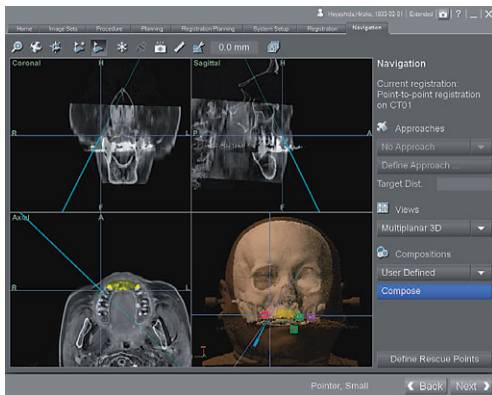 Hayashida,Hiroko, 1933-02-01 | Extended
?
Home
Image Sets
Procedure
Planning
Registration Planning
System Setup
Registration
Navigation
0.0 mm
Coronal
H
R
F
Sagittal
H
P
A
F
Axial
A
R
Navigation
Current registration:
Point-to-point registration
on CT01
Approaches
No Approach
Define Approach ...
Target Dist.
Views
Multiplanar 3D
Compositions
User Defined
Compose
Define Rescue Points
Pointer, Small
Back
Next